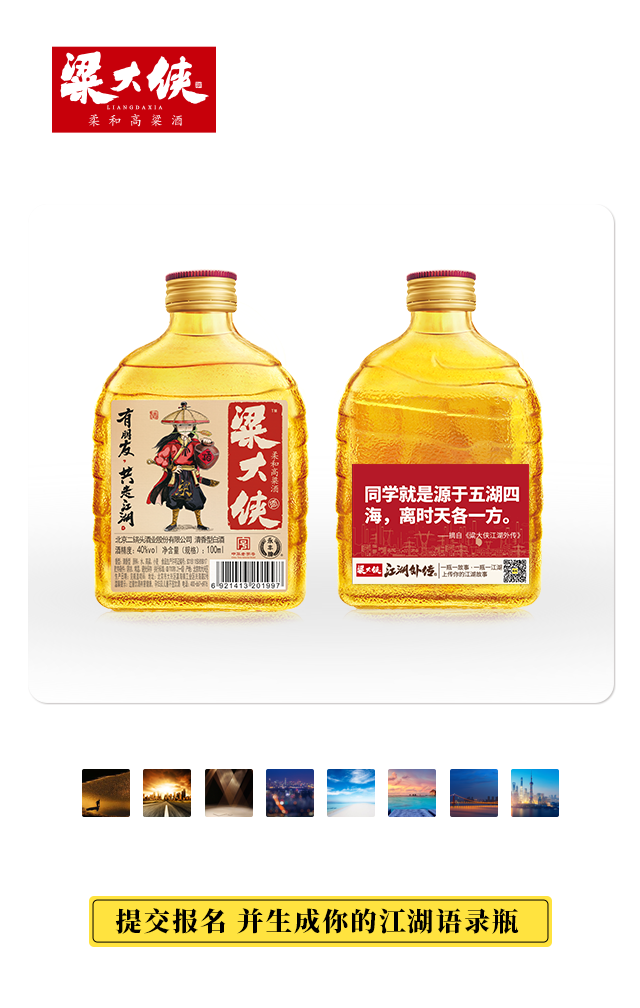 梁大侠
LIANGDAXIA
柔和高粱酒
有朋友·共走江湖
梁大侠
柔和高粱酒
北京二锅头酒业股份有限公司 清香型白酒
酒精度：40%vol 净含量（规格）：100ml
永丰牌
6 921413 201997
同学就是源于五湖四
海，离时天各一方。
—摘自《梁大侠江湖外传》
梁大侠 江湖外传
一瓶一故事·一瓶一江湖
上传你的江湖故事
提交报名 并生成你的江湖语录瓶